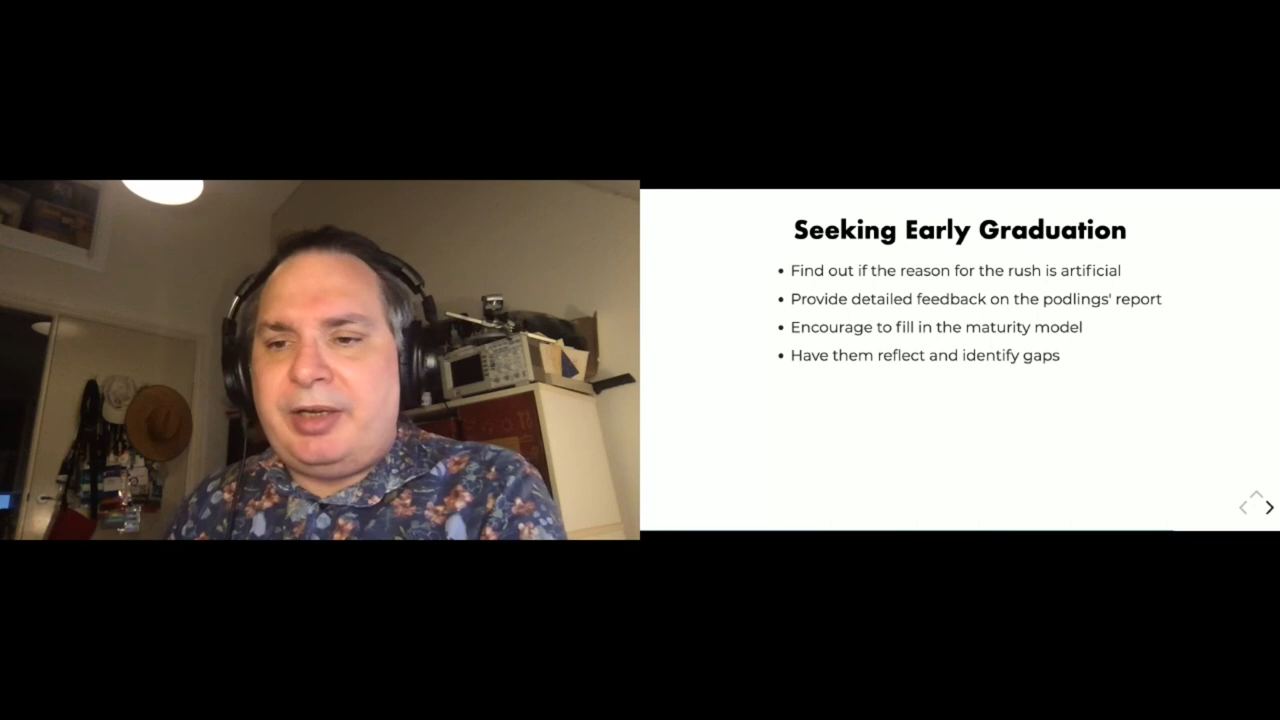 Seeking Early Graduation
• Find out if the reason for the rush is artificial
• Provide detailed feedback on the podlings' report
• Encourage to fill in the maturity model
• Have them reflect and identify gaps